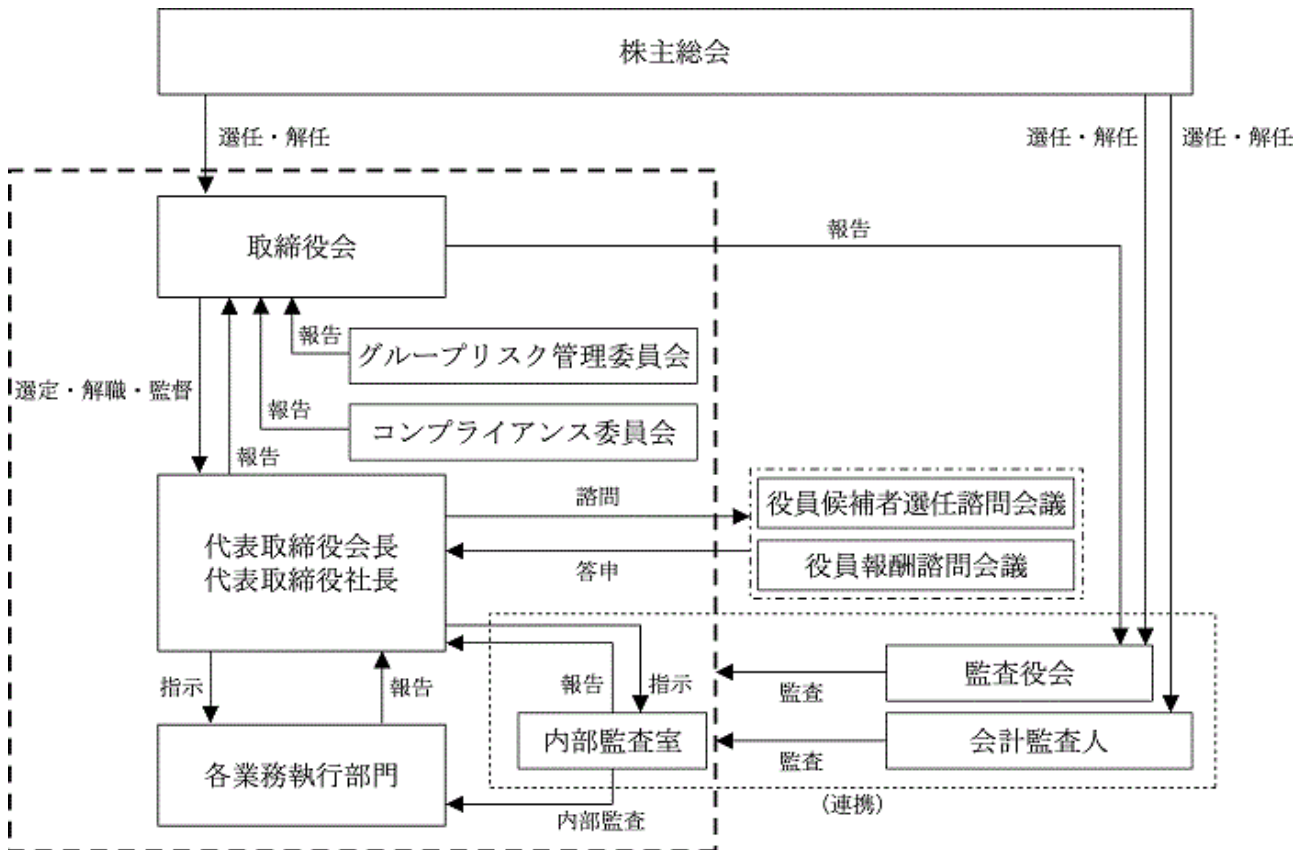 株主総会
選任・解任
選任・解任
選任・解任
取締役会
報告
報告
グループリスク管理委員会
選定・解職・監督
報告
コンプライアンス委員会
報告
代表取締役会長
代表取締役社長
諮問
答申
役員候補者選任諮問会議
役員報酬諮問会議
指示
報告
報告
指示
監査
監査役会
各業務執行部門
内部監査室
監査
会計監査人
内部監査
(連携)